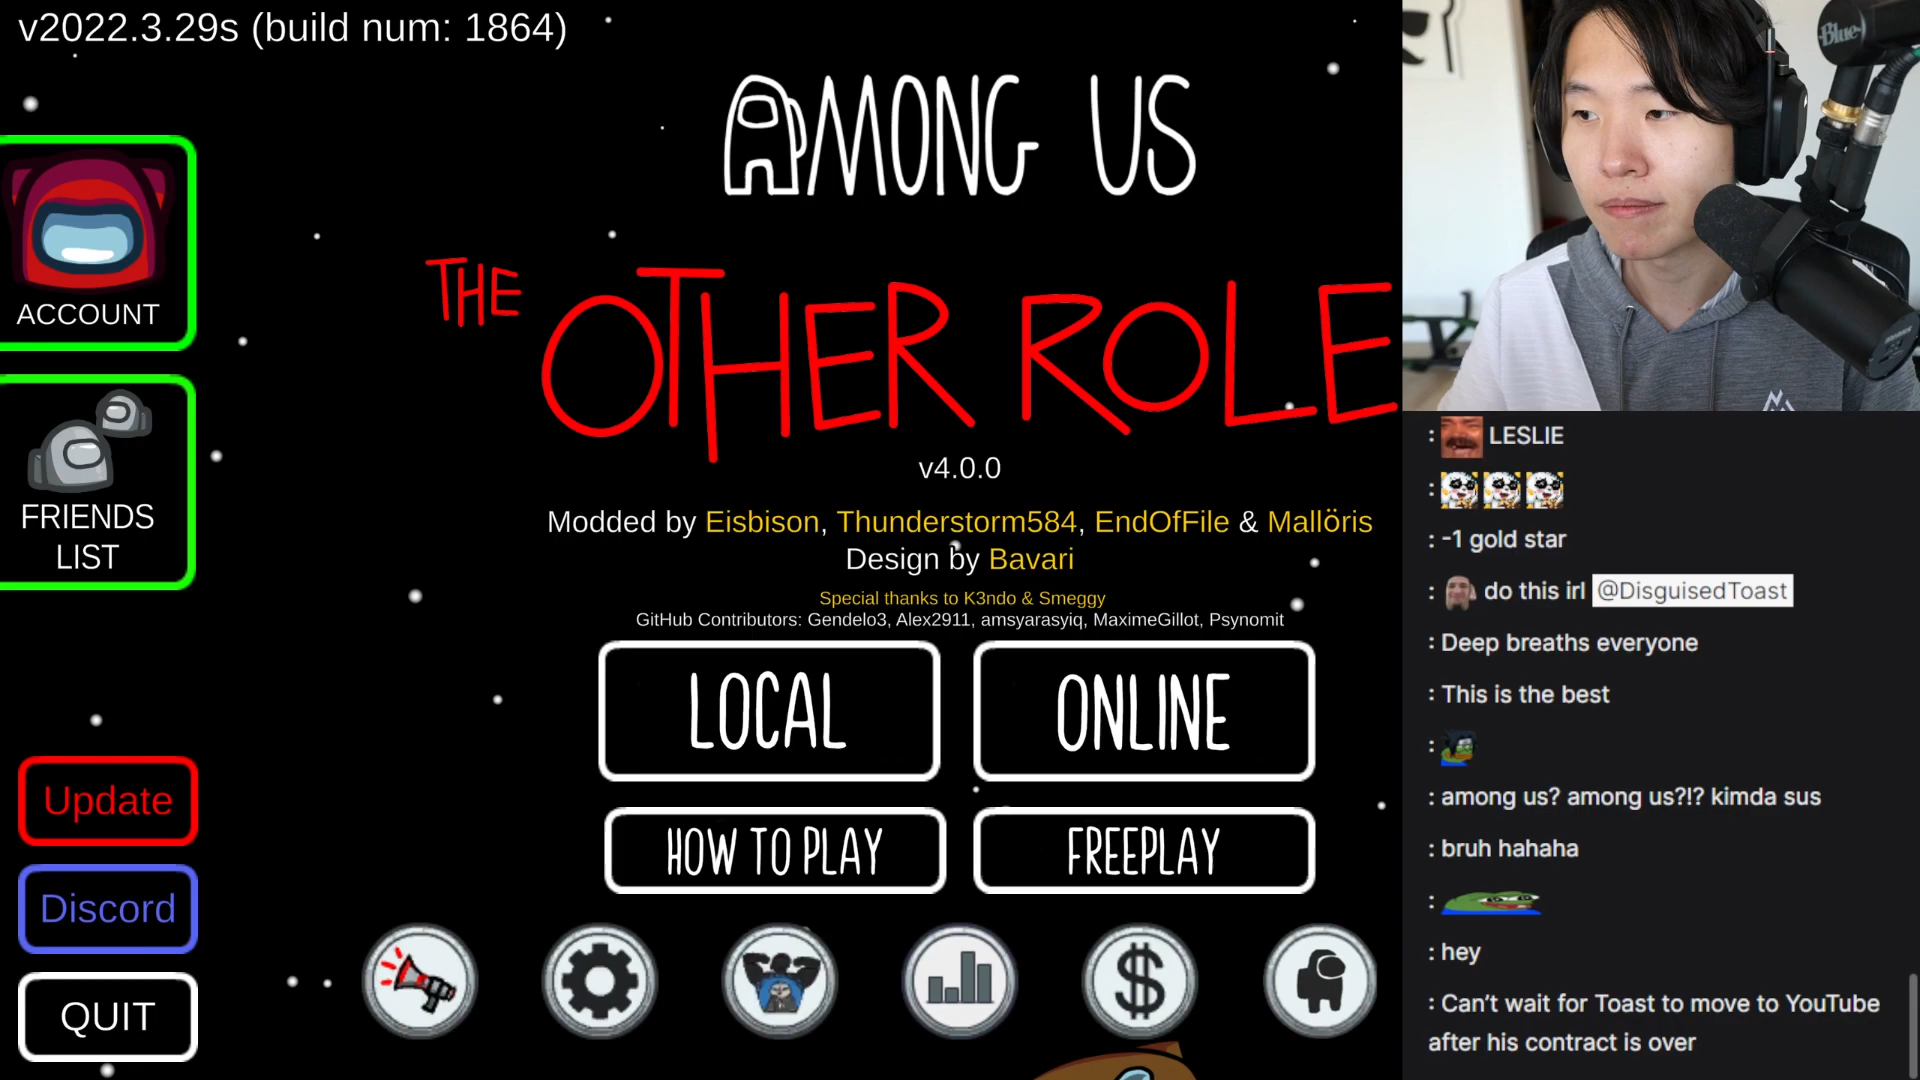 v2022.3.29s (build num: 1864)
AMONG US
THE OTHER ROLE
v4.0.0
Modded by Eisbison, Thunderstorm584, EndOfFile & Mallöris
Design by Bavari
Special thanks to K3ndo & Smeggy
GitHub Contributors: Gendelo3, Alex2911, amsyarasyiq, MaximeGillot, Psynomit
ACCOUNT
FRIENDS
LIST
LOCAL
ONLINE
HOW TO PLAY
FREEPLAY
Update
Discord
QUIT
$
Blue
: LESLIE
:
: -1 gold star
: do this irl @DisguisedToast
: Deep breaths everyone
: This is the best
:
: among us? among us?!? kimda sus
: bruh hahaha
:
: hey
: Can't wait for Toast to move to YouTube
after his contract is over